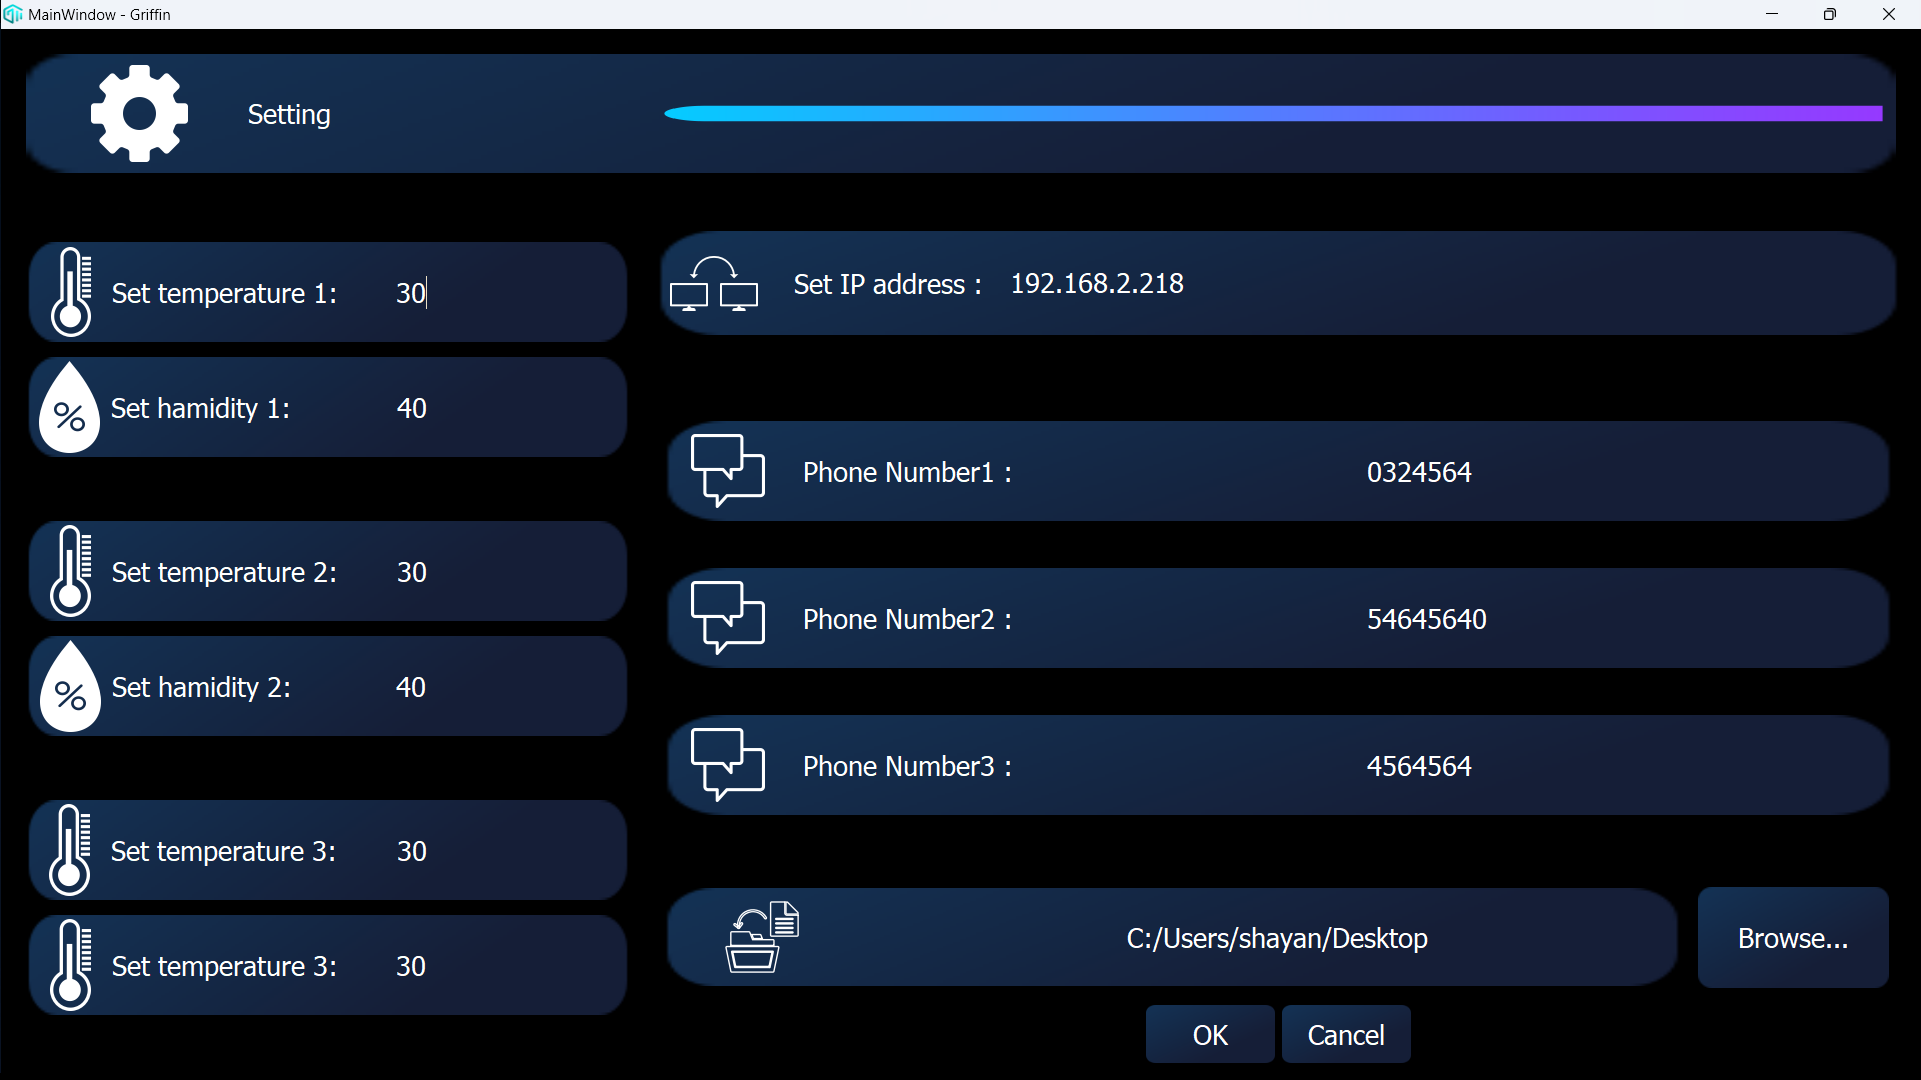 MainWindow - Griffin
Setting
Set temperature 1: 30
% Set hamidity 1: 40
Set temperature 2: 30
% Set hamidity 2: 40
Set temperature 3: 30
Set temperature 3: 30
Set IP address : 192.168.2.218
Phone Number1 : 0324564
Phone Number2 : 54645640
Phone Number3 : 4564564
C:/Users/shayan/Desktop Browse...
OK Cancel